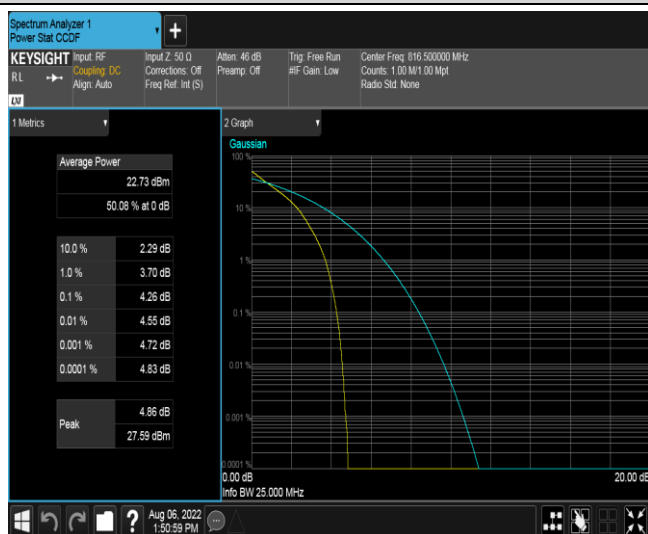 Spectrum Analyzer 1
Power Stat CCDF
+
KEYSIGHT
R L
LXI
Input: RF
Coupling: DC
Align: Auto
Input Z: 50 Ω
Corrections: Off
Freq Ref: Int (S)
Atten: 46 dB
Preamp: Off
Trig: Free Run
#IF Gain: Low
Center Freq: 816.500000 MHz
Counts: 1.00 M/1.00 Mpt
Radio Std: None
1 Metrics
Average Power
22.73 dBm
50.08 % at 0 dB
10.0 % 2.29 dB
1.0 % 3.70 dB
0.1 % 4.26 dB
0.01 % 4.55 dB
0.001 % 4.72 dB
0.0001 % 4.83 dB
Peak
4.86 dB
27.59 dBm
2 Graph
Gaussian
100 %
10 %
1 %
0.1 %
0.01 %
0.001 %
0.0001 %
0.00 dB
20.00 dB
Info BW 25.000 MHz
?
Aug 06, 2022
1:50:59 PM